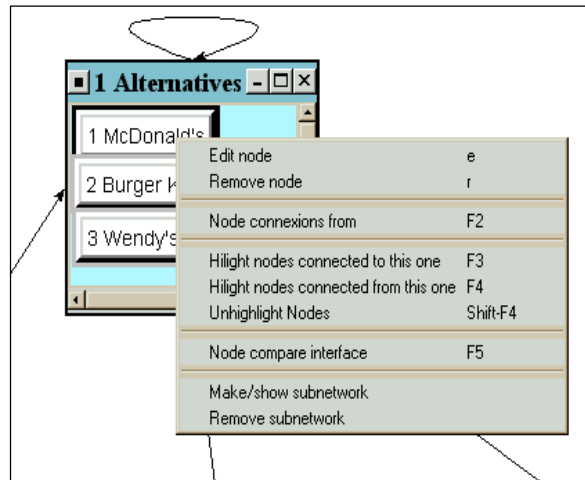 1 Alternatives
1 McDonald's
2 Burger
3 Wendy's
Edit node e
Remove node r
Node connexions from F2
Hilight nodes connected to this one F3
Hilight nodes connected from this one F4
Unhighlight Nodes Shift-F4
Node compare interface F5
Make/show subnetwork
Remove subnetwork